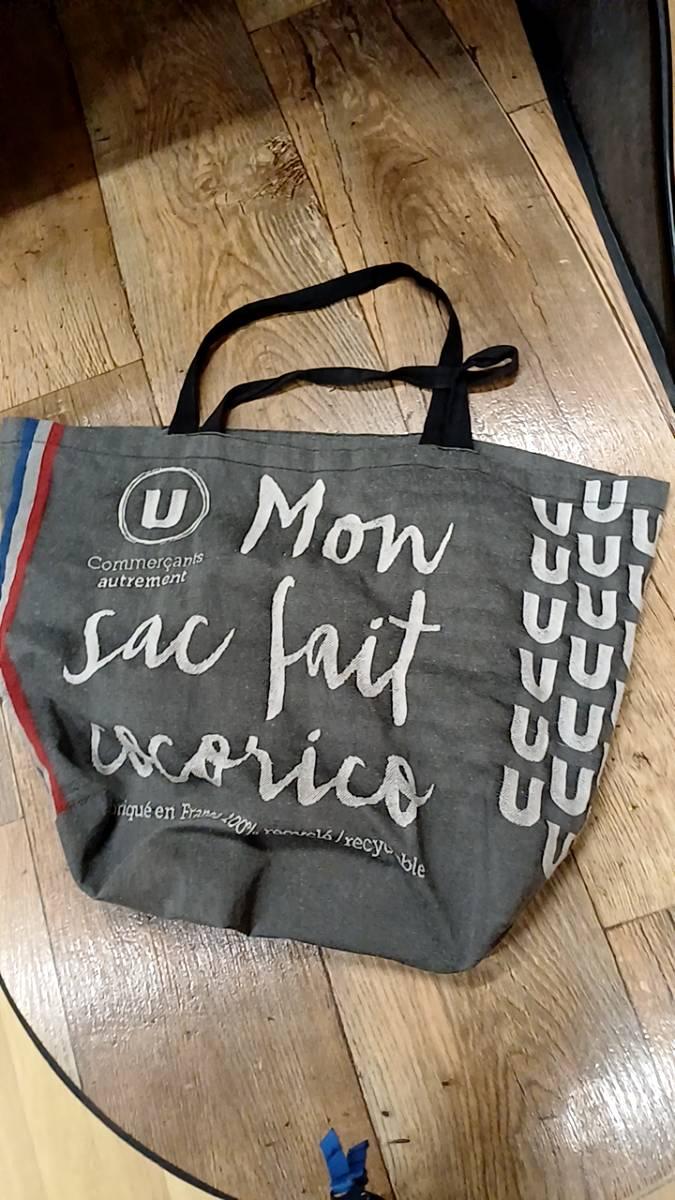 U
Commerçants
autrement
Mon
sac fait
cocorico
en France 100% recyclé / recyclable
U U U
U U U
U U U
U U
U U
U U
U